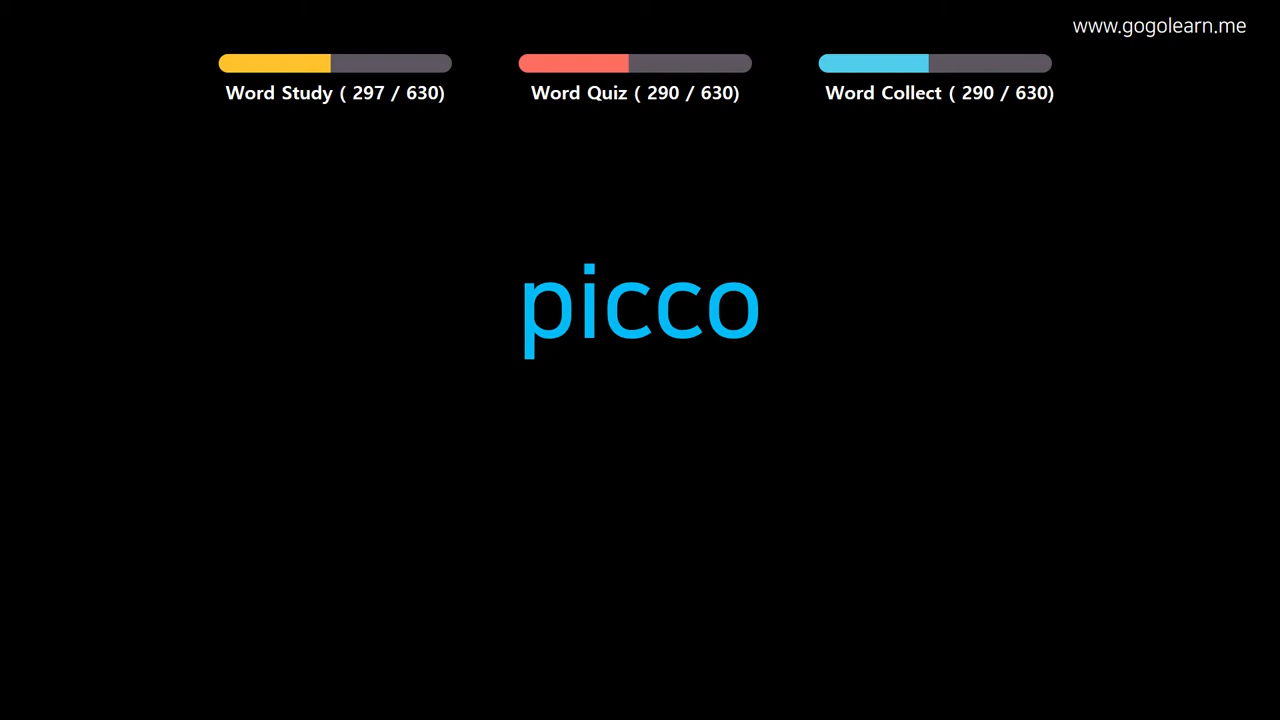 www.gogolearn.me
Word Study ( 297 / 630)
Word Quiz ( 290 / 630)
Word Collect ( 290 / 630)
picco